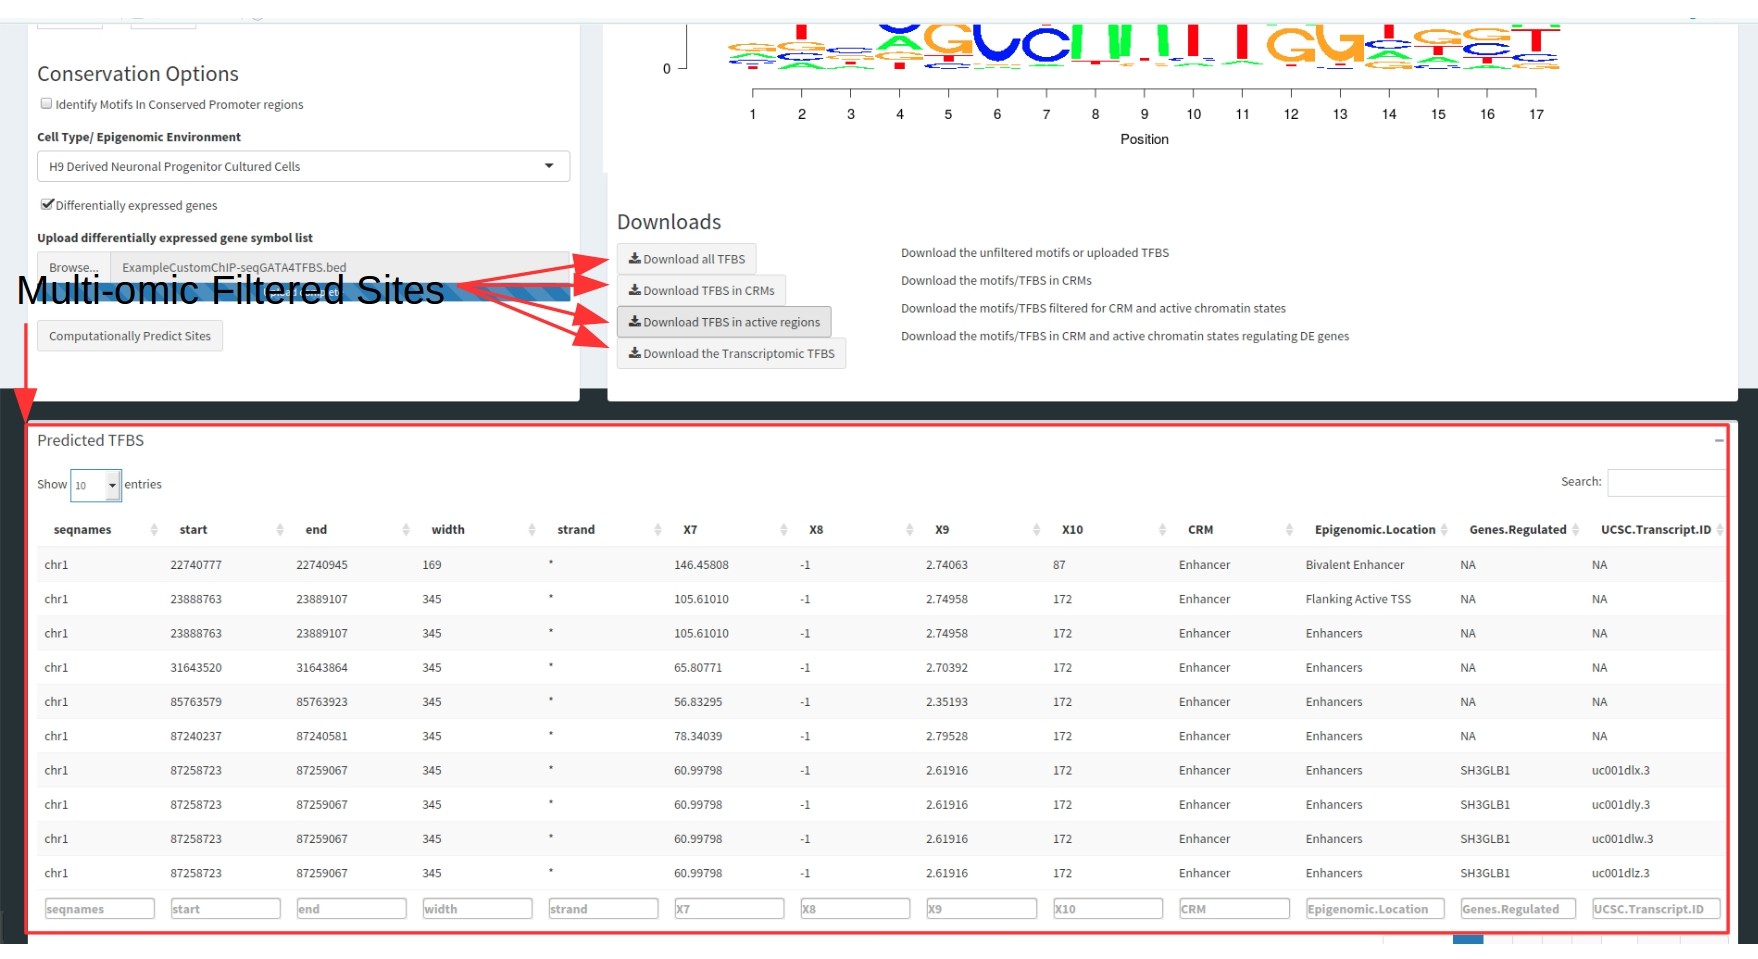 Conservation Options
Identify Motifs In Conserved Promoter regions
Cell Type/ Epigenomic Environment
H9 Derived Neuronal Progenitor Cultured Cells
Differentially expressed genes
Upload differentially expressed gene symbol list
Browse... ExampleCustomChIP-seqGATA4TFBS.bed
Multi-omic Filtered Sites
Computationally Predict Sites
0
1 2 3 4 5 6 7 8 9 10 11 12 13 14 15 16 17
Position
Downloads
Download all TFBS Download the unfiltered motifs or uploaded TFBS
Download TFBS in CRMs Download the motifs/TFBS in CRMs
Download TFBS in active regions Download the motifs/TFBS filtered for CRM and active chromatin states
Download the Transcriptomic TFBS Download the motifs/TFBS in CRM and active chromatin states regulating DE genes
Predicted TFBS
Show 10 entries Search:
seqnames start end width strand X7 X8 X9 X10 CRM Epigenomic.Location Genes.Regulated UCSC.Transcript.ID
chr1 22740777 22740945 169 * 146.45808 -1 2.74063 87 Enhancer Bivalent Enhancer NA NA
chr1 23888763 23889107 345 * 105.61010 -1 2.74958 172 Enhancer Flanking Active TSS NA NA
chr1 23888763 23889107 345 * 105.61010 -1 2.74958 172 Enhancer Enhancers NA NA
chr1 31643520 31643864 345 * 65.80771 -1 2.70392 172 Enhancer Enhancers NA NA
chr1 85763579 85763923 345 * 56.83295 -1 2.35193 172 Enhancer Enhancers NA NA
chr1 87240237 87240581 345 * 78.34039 -1 2.79528 172 Enhancer Enhancers NA NA
chr1 87258723 87259067 345 * 60.99798 -1 2.61916 172 Enhancer Enhancers SH3GLB1 uc001dlx.3
chr1 87258723 87259067 345 * 60.99798 -1 2.61916 172 Enhancer Enhancers SH3GLB1 uc001dly.3
chr1 87258723 87259067 345 * 60.99798 -1 2.61916 172 Enhancer Enhancers SH3GLB1 uc001dlw.3
chr1 87258723 87259067 345 * 60.99798 -1 2.61916 172 Enhancer Enhancers SH3GLB1 uc001dlz.3
seqnames start end width strand X7 X8 X9 X10 CRM Epigenomic.Location Genes.Regulated UCSC.Transcript.ID